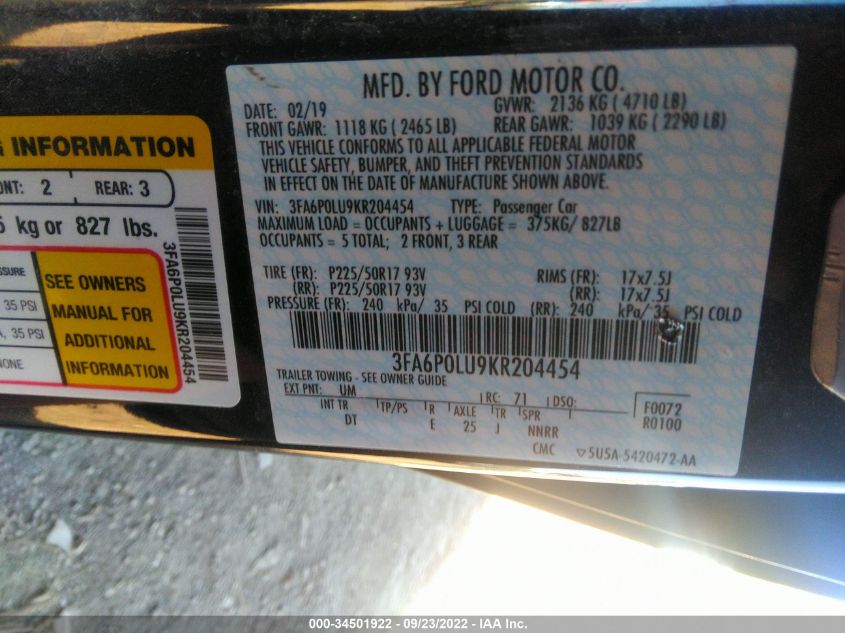 MFD. BY FORD MOTOR CO.
DATE: 02/19 GVWR: 2136 KG ( 4710 LB)
FRONT GAWR: 1118 KG ( 2465 LB) REAR GAWR: 1039 KG ( 2290 LB)
THIS VEHICLE CONFORMS TO ALL APPLICABLE FEDERAL MOTOR
VEHICLE SAFETY, BUMPER, AND THEFT PREVENTION STANDARDS
IN EFFECT ON THE DATE OF MANUFACTURE SHOWN ABOVE.
VIN: 3FA6P0LU9KR204454 TYPE: Passenger Car
MAXIMUM LOAD = OCCUPANTS + LUGGAGE = 375KG/ 827LB
OCCUPANTS = 5 TOTAL; 2 FRONT, 3 REAR
TIRE (FR): P225/50R17 93V RIMS (FR): 17x7.5J
(RR): P225/50R17 93V (RR): 17x7.5J
PRESSURE (FR): 240 kPa/ 35 PSI COLD (RR): 240 kPa/ 35 PSI COLD
3FA6P0LU9KR204454
TRAILER TOWING - SEE OWNER GUIDE
EXT PNT: UM RC: 71 DSO:
INT TR TP/PS R AXLE TR SPR
DT E 25 J NNRR
CMC
F0072
R0100
5U5A-5420472-AA
G INFORMATION
ONT: 2 REAR: 3
5 kg or 827 lbs.
SSURE
35 PSI
A, 35 PSI
NONE
SEE OWNERS
MANUAL FOR
ADDITIONAL
INFORMATION
3FA6P0LU9KR204454
000-34501922 - 09/23/2022 - IAA Inc.